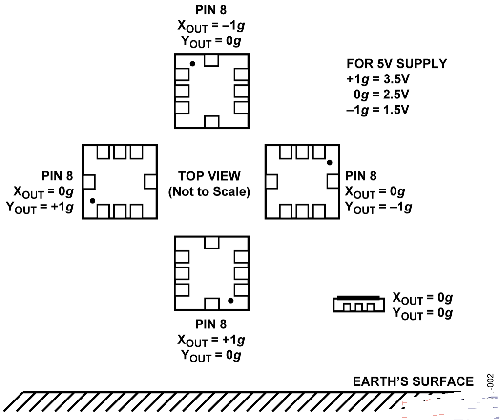 PIN 8
XOUT = –1g
YOUT = 0g
FOR 5V SUPPLY
+1g = 3.5V
0g = 2.5V
–1g = 1.5V
PIN 8
XOUT = 0g
YOUT = +1g
TOP VIEW
(Not to Scale)
PIN 8
XOUT = 0g
YOUT = –1g
PIN 8
XOUT = +1g
YOUT = 0g
XOUT = 0g
YOUT = 0g
EARTH'S SURFACE
-002